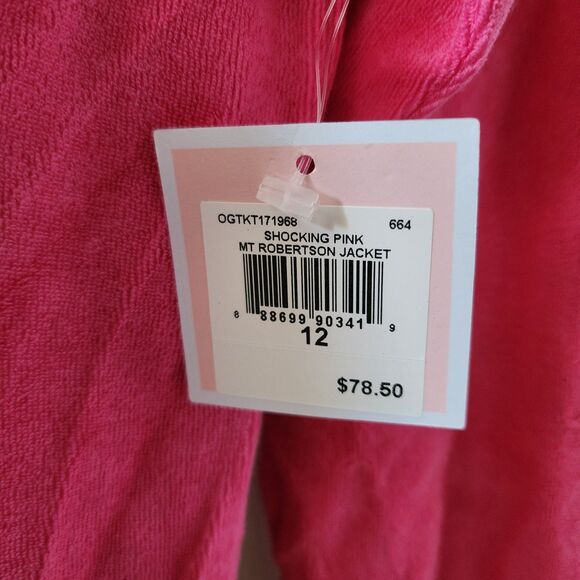 OGTKT171968 664
SHOCKING PINK
MT ROBERTSON JACKET
8 88699 90341 9
12
$78.50